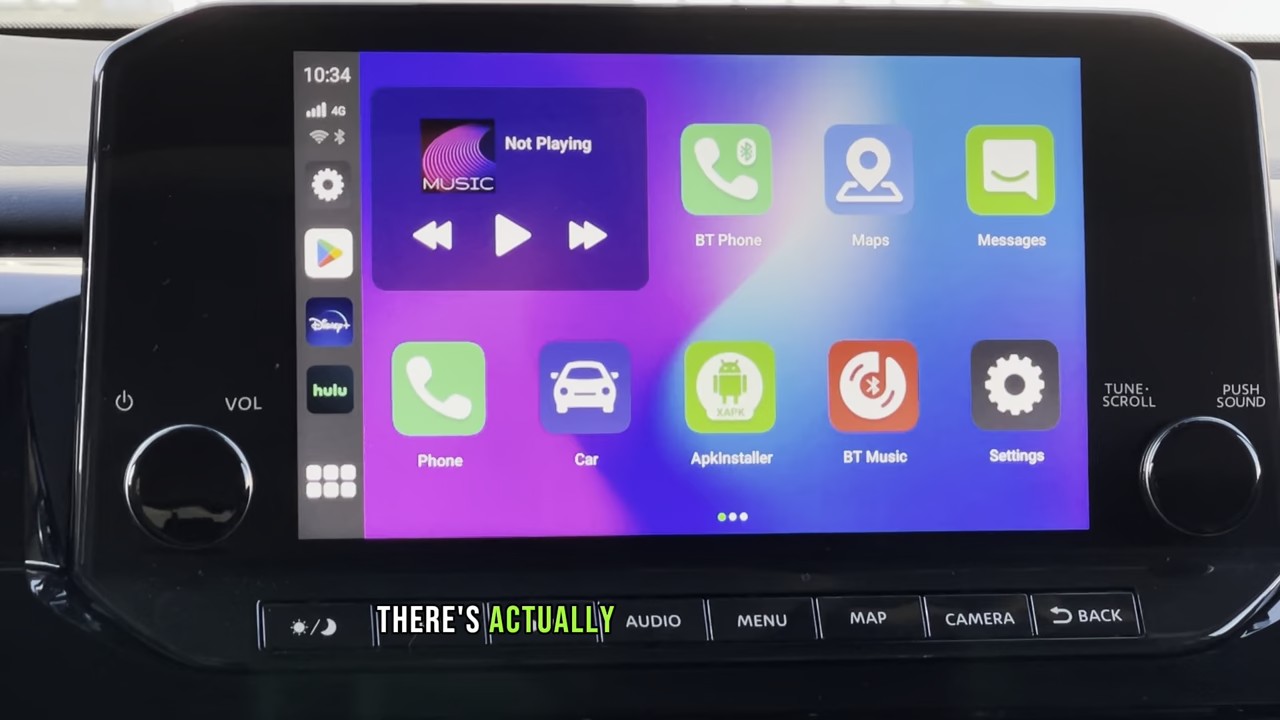 10:34
4G
Not Playing
MUSIC
BT Phone
Maps
Messages
Disney+
hulu
XAPK
Phone
Car
ApkInstaller
BT Music
Settings
VOL
TUNE·
SCROLL
PUSH
SOUND
THERE'S ACTUALLY
AUDIO
MENU
MAP
CAMERA
BACK